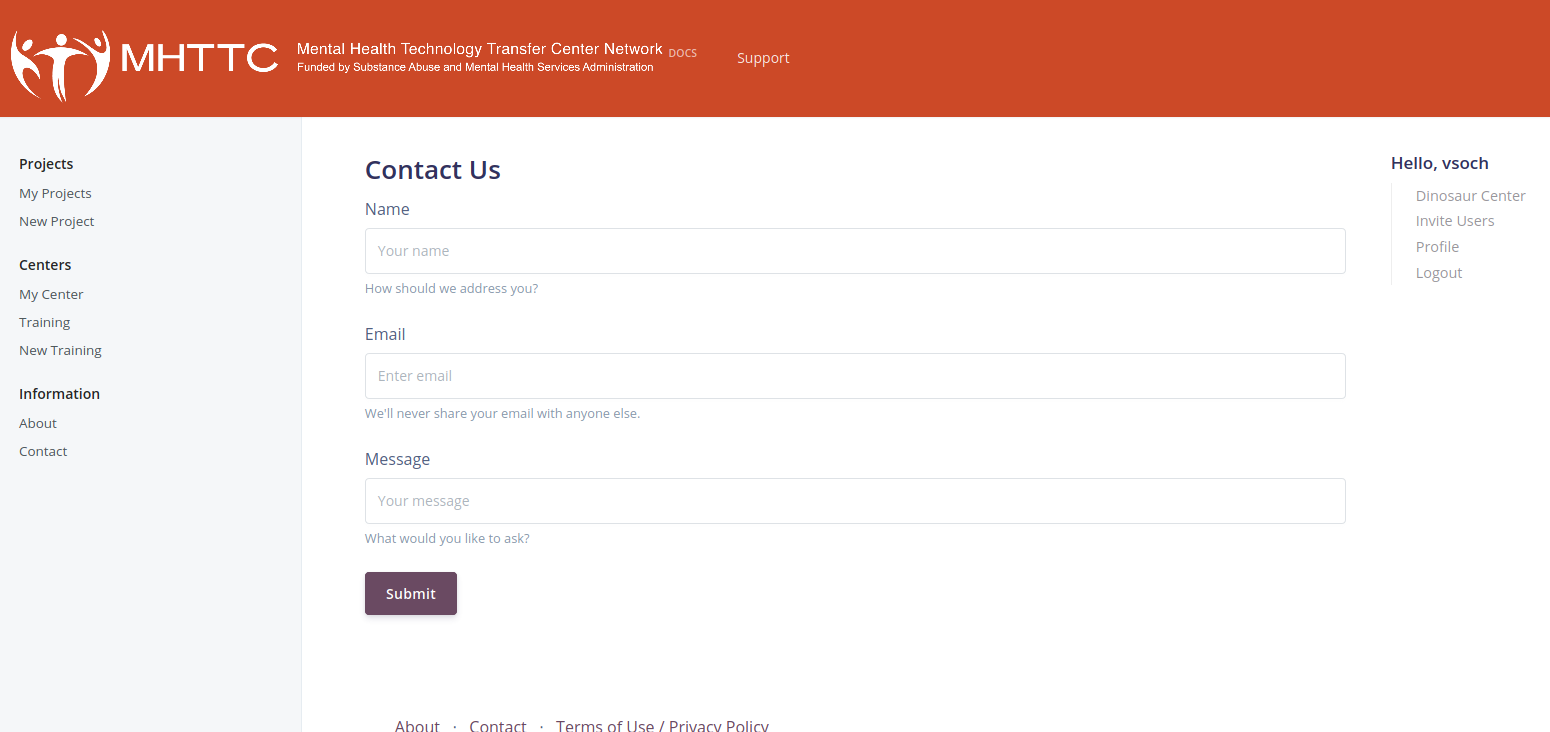 MHTTC
Mental Health Technology Transfer Center Network DOCS
Funded by Substance Abuse and Mental Health Services Administration
Support
Projects
My Projects
New Project
Centers
My Center
Training
New Training
Information
About
Contact
Contact Us
Name
Your name
How should we address you?
Email
Enter email
We'll never share your email with anyone else.
Message
Your message
What would you like to ask?
Submit
Hello, vsoch
Dinosaur Center
Invite Users
Profile
Logout
About · Contact · Terms of Use / Privacy Policy